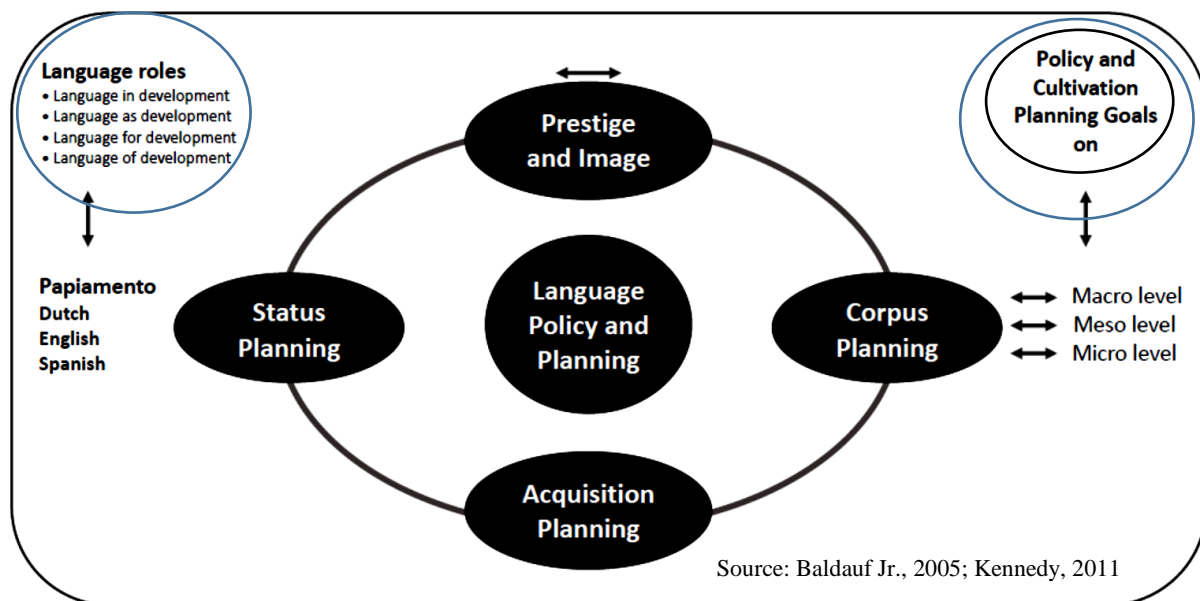 Language roles
• Language in development
• Language as development
• Language for development
• Language of development
Policy and
Cultivation
Planning Goals
on
Prestige
and Image
Papiamento
Dutch
English
Spanish
Status
Planning
Language
Policy and
Planning
Corpus
Planning
Macro level
Meso level
Micro level
Acquisition
Planning
Source: Baldauf Jr., 2005; Kennedy, 2011